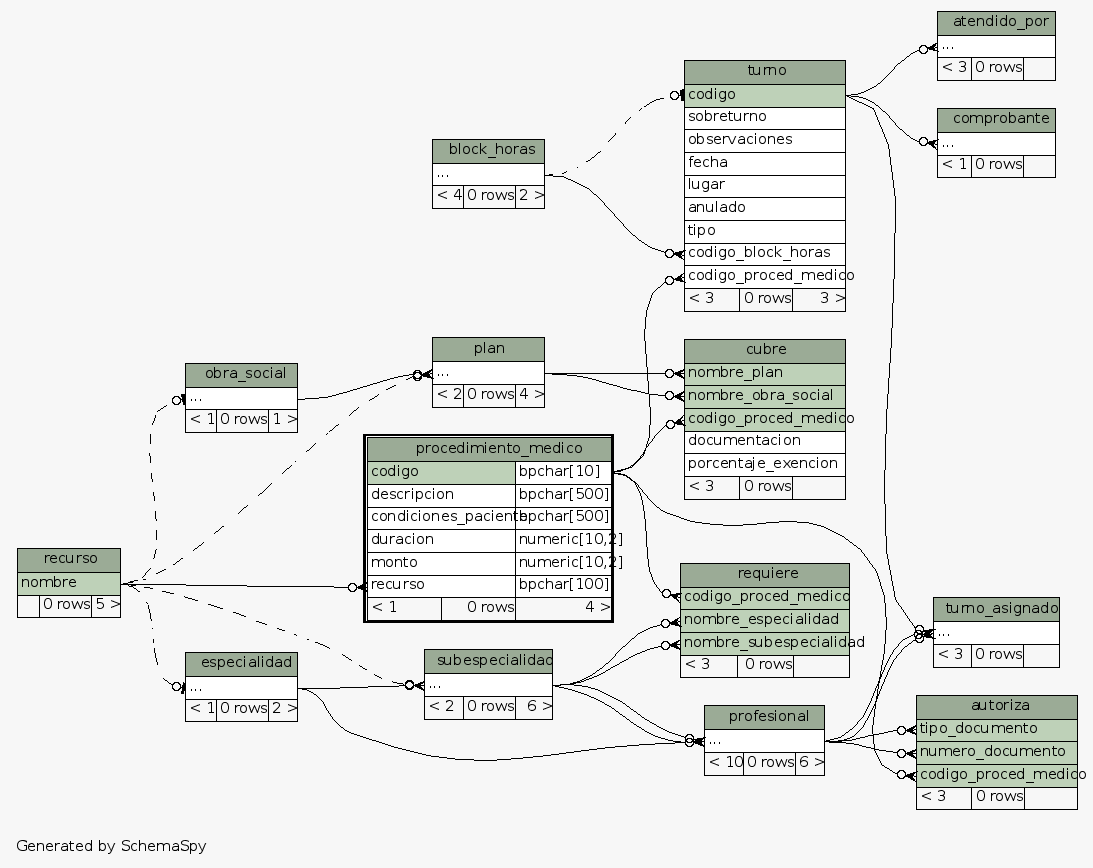 atendido_por
...
< 3 0 rows
turno
codigo
sobreturno
observaciones
fecha
lugar
anulado
tipo
codigo_block_horas
codigo_proced_medico
< 3 0 rows 3 >
comprobante
...
< 1 0 rows
block_horas
...
< 4 0 rows 2 >
plan
...
< 2 0 rows 4 >
cubre
nombre_plan
nombre_obra_social
codigo_proced_medico
documentacion
porcentaje_exencion
< 3 0 rows
obra_social
...
< 1 0 rows 1 >
procedimiento_medico
codigo bpchar[10]
descripcion bpchar[500]
condiciones_paciente bpchar[500]
duracion numeric[10,2]
monto numeric[10,2]
recurso bpchar[100]
< 1 0 rows 4 >
recurso
nombre
0 rows 5 >
requiere
codigo_proced_medico
nombre_especialidad
nombre_subespecialidad
< 3 0 rows
turno_asignado
...
< 3 0 rows
especialidad
...
< 1 0 rows 2 >
subespecialidad
...
< 2 0 rows 6 >
profesional
...
< 10 0 rows 6 >
autoriza
tipo_documento
numero_documento
codigo_proced_medico
< 3 0 rows
Generated by SchemaSpy